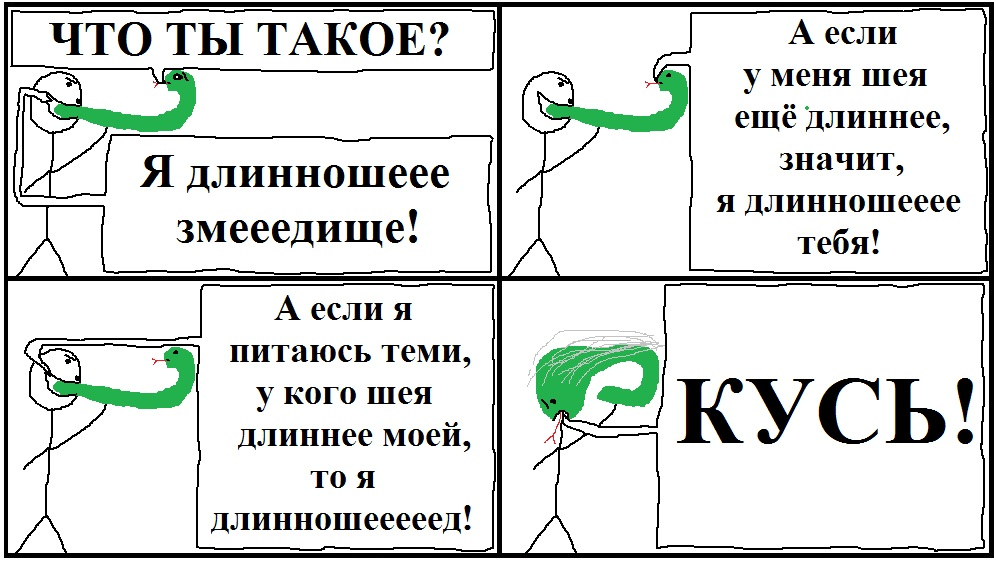 ЧТО ТЫ ТАКОЕ?
Я длинношеее
змееедище!
А если
у меня шея
ещё длиннее,
значит,
я длинношееее
тебя!
А если я
питаюсь теми,
у кого шея
длиннее моей,
то я
длинношееееед!
КУСЬ!